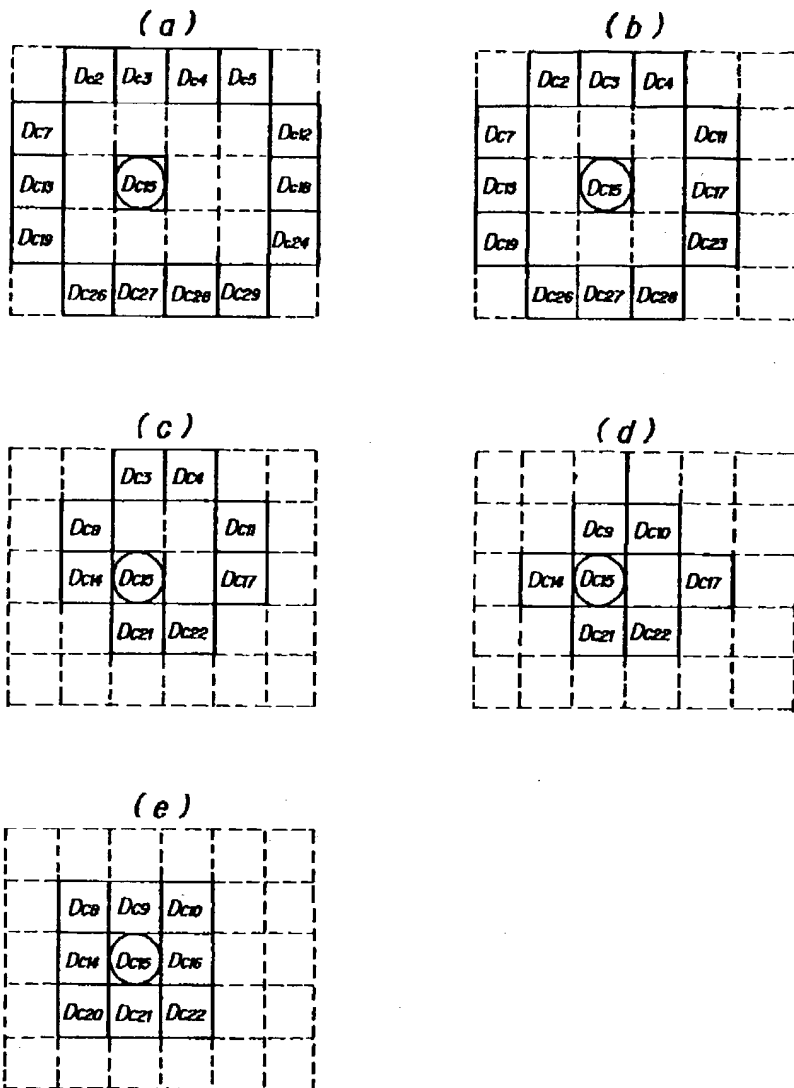 (a)
Dc2 Dc3 Dc4 Dc5
Dc7 Dc12
Dc13 Dc15 Dc18
Dc19 Dc24
Dc26 Dc27 Dc28 Dc29
(b)
Dc2 Dc3 Dc4
Dc7 Dc11
Dc13 Dc15 Dc17
Dc19 Dc23
Dc26 Dc27 Dc28
(c)
Dc3 Dc4
Dc8 Dc11
Dc14 Dc15 Dc17
Dc21 Dc22
(d)
Dc9 Dc10
Dc14 Dc15 Dc17
Dc21 Dc22
(e)
Dc8 Dc9 Dc10
Dc14 Dc15 Dc16
Dc20 Dc21 Dc22